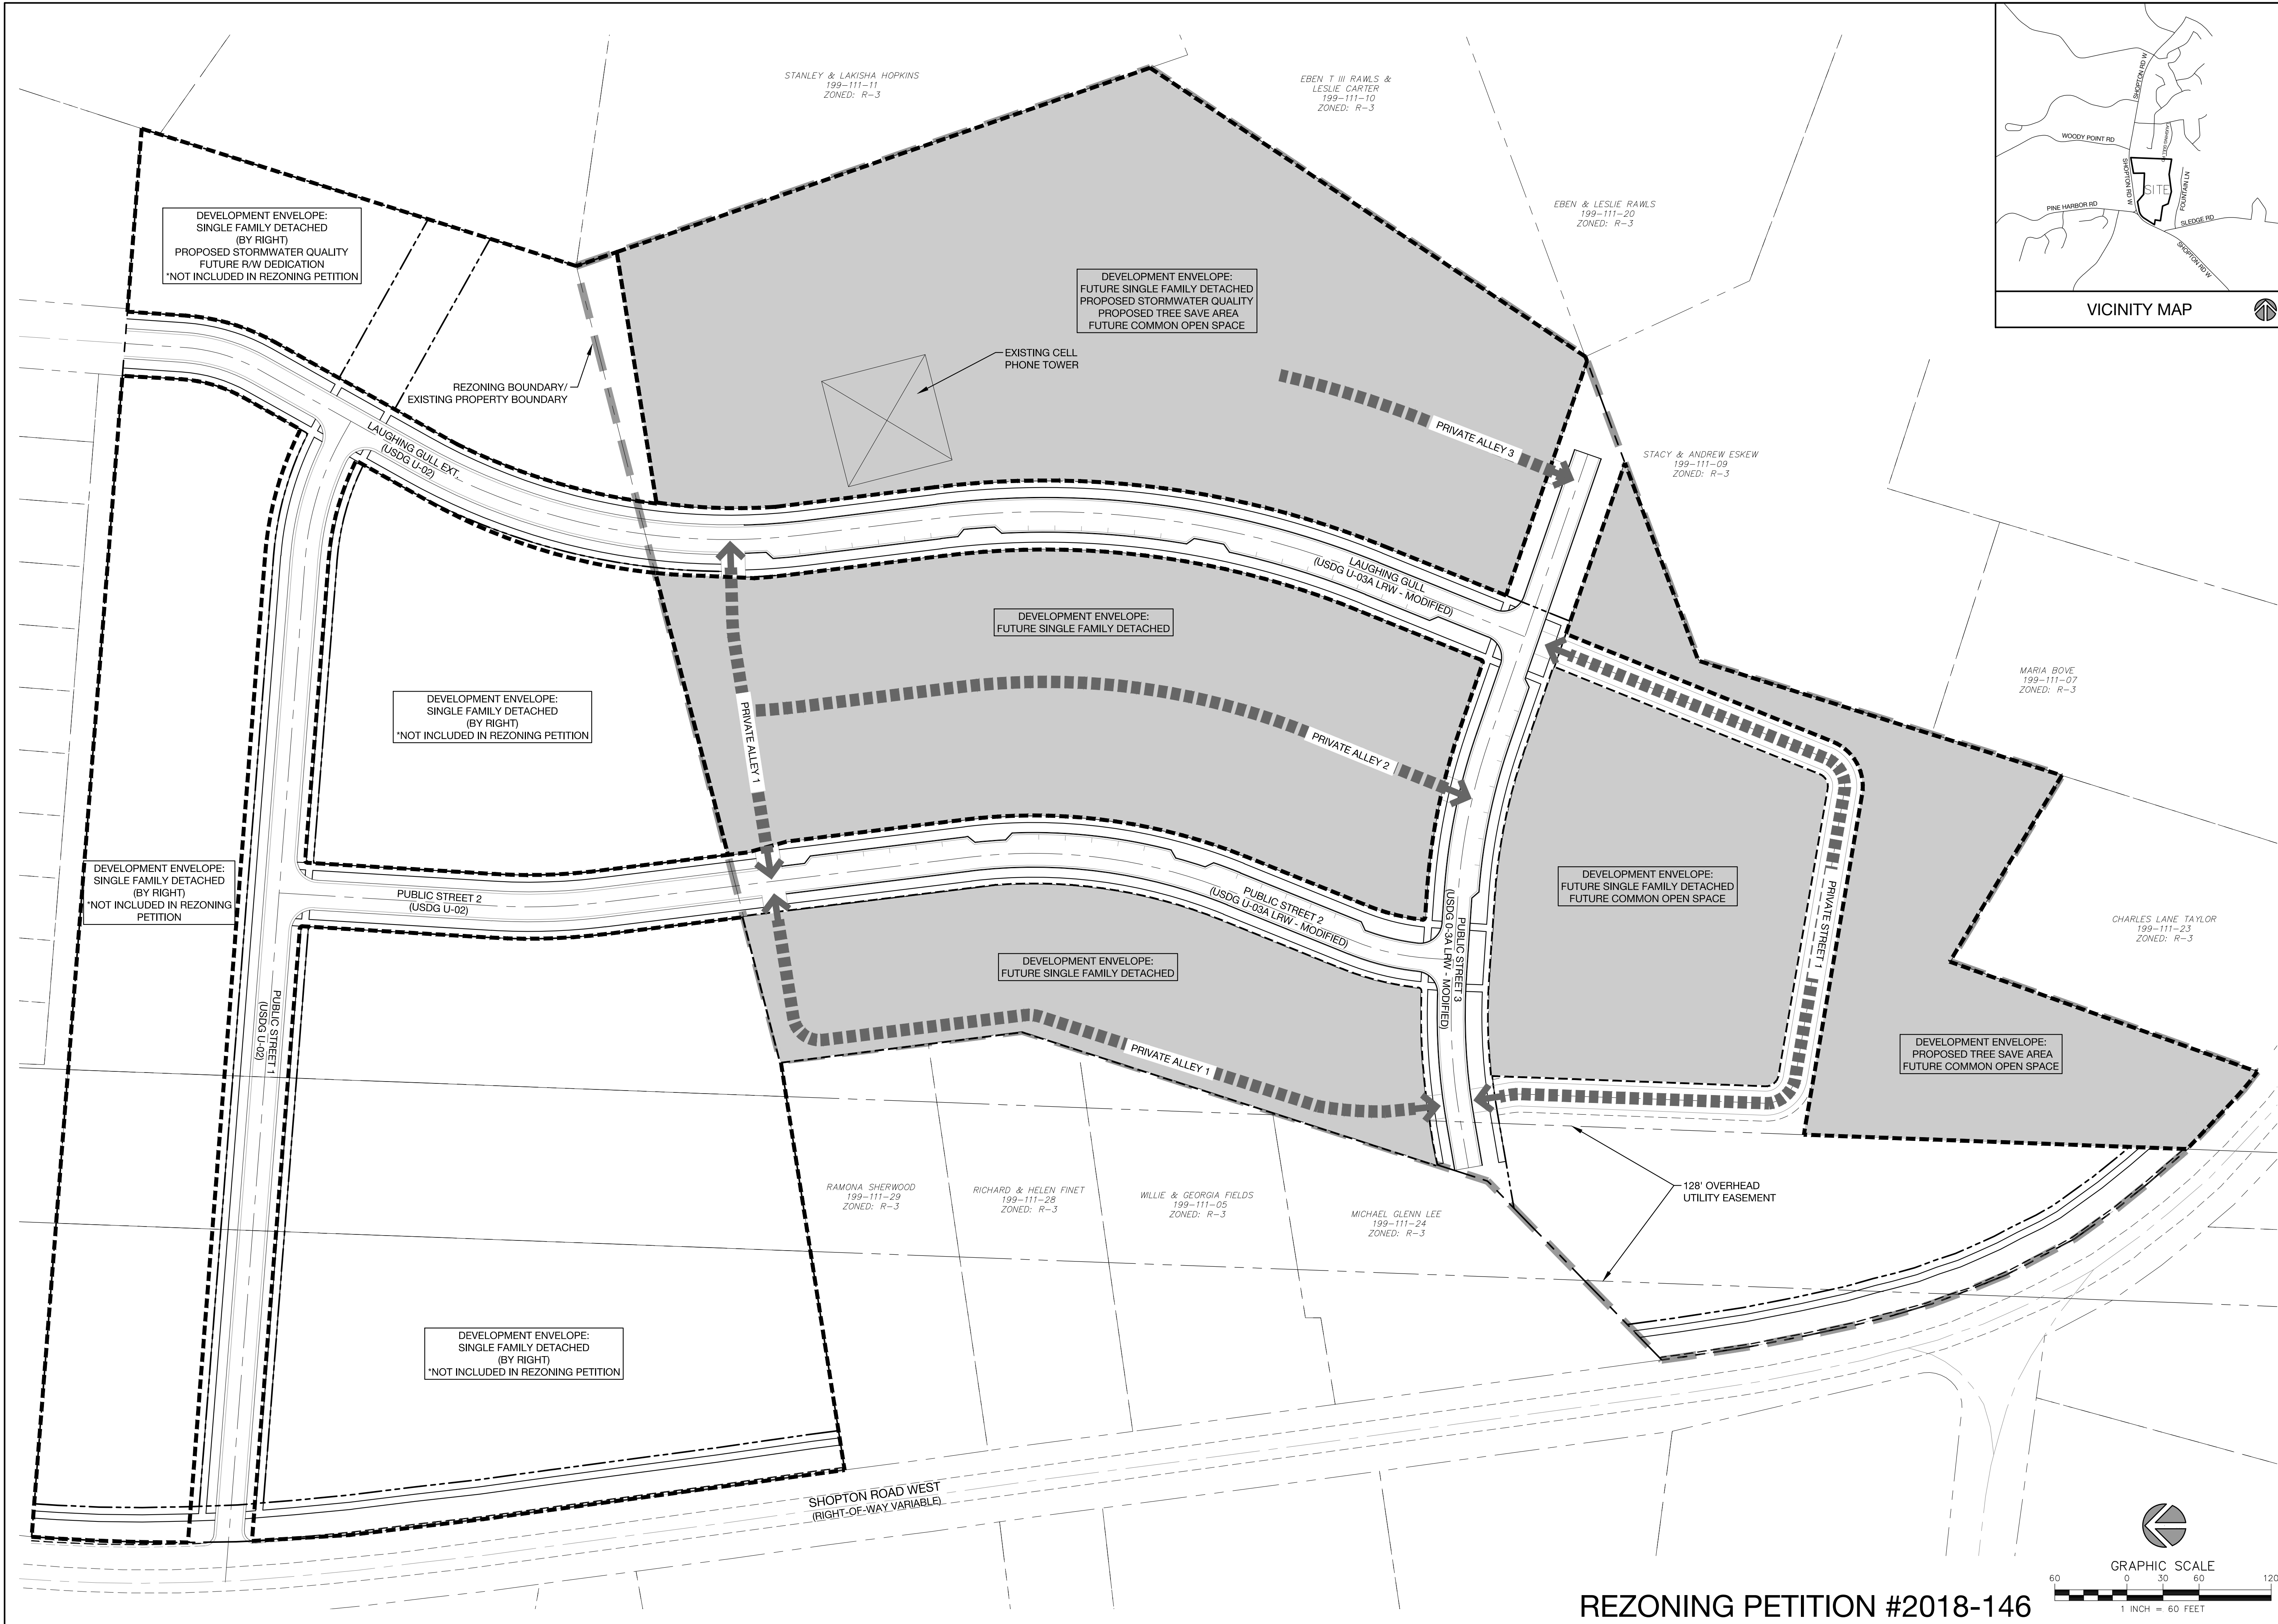 STANLEY & LAKISHA HOPKINS
199-111-11
ZONED: R-3
EBEN T III RAWLS &
LESLIE CARTER
199-111-10
ZONED: R-3
EBEN & LESLIE RAWLS
199-111-20
ZONED: R-3
SHOPTON RD W
WOODY POINT RD
SHOPTON RD W
SITE
FOUNTAIN LN
PINE HARBOR RD
SLEDGE RD
SHOPTON RD W
VICINITY MAP
DEVELOPMENT ENVELOPE:
SINGLE FAMILY DETACHED
(BY RIGHT)
PROPOSED STORMWATER QUALITY
FUTURE R/W DEDICATION
*NOT INCLUDED IN REZONING PETITION
DEVELOPMENT ENVELOPE:
FUTURE SINGLE FAMILY DETACHED
PROPOSED STORMWATER QUALITY
PROPOSED TREE SAVE AREA
FUTURE COMMON OPEN SPACE
EXISTING CELL
PHONE TOWER
REZONING BOUNDARY/
EXISTING PROPERTY BOUNDARY
LAUGHING GULL EXT.
(USDG U-02)
PRIVATE ALLEY 3
STACY & ANDREW ESKEW
199-111-09
ZONED: R-3
LAUGHING GULL
(USDG U-03A LRW - MODIFIED)
DEVELOPMENT ENVELOPE:
FUTURE SINGLE FAMILY DETACHED
MARIA BOVE
199-111-07
ZONED: R-3
DEVELOPMENT ENVELOPE:
SINGLE FAMILY DETACHED
(BY RIGHT)
*NOT INCLUDED IN REZONING PETITION
PRIVATE ALLEY 1
PRIVATE ALLEY 2
DEVELOPMENT ENVELOPE:
SINGLE FAMILY DETACHED
(BY RIGHT)
*NOT INCLUDED IN REZONING
PETITION
PUBLIC STREET 2
(USDG U-02)
PUBLIC STREET 2
(USDG U-03A LRW - MODIFIED)
PUBLIC STREET 3
(USDG 0-3A LRW - MODIFIED)
DEVELOPMENT ENVELOPE:
FUTURE SINGLE FAMILY DETACHED
FUTURE COMMON OPEN SPACE
PRIVATE STREET 1
CHARLES LANE TAYLOR
199-111-23
ZONED: R-3
DEVELOPMENT ENVELOPE:
FUTURE SINGLE FAMILY DETACHED
PUBLIC STREET 1
(USDG U-02)
PRIVATE ALLEY 1
DEVELOPMENT ENVELOPE:
PROPOSED TREE SAVE AREA
FUTURE COMMON OPEN SPACE
RAMONA SHERWOOD
199-111-29
ZONED: R-3
RICHARD & HELEN FINET
199-111-28
ZONED: R-3
WILLIE & GEORGIA FIELDS
199-111-05
ZONED: R-3
MICHAEL GLENN LEE
199-111-24
ZONED: R-3
128' OVERHEAD
UTILITY EASEMENT
DEVELOPMENT ENVELOPE:
SINGLE FAMILY DETACHED
(BY RIGHT)
*NOT INCLUDED IN REZONING PETITION
SHOPTON ROAD WEST
(RIGHT-OF-WAY VARIABLE)
REZONING PETITION #2018-146
GRAPHIC SCALE
60 0 30 60 120
1 INCH = 60 FEET